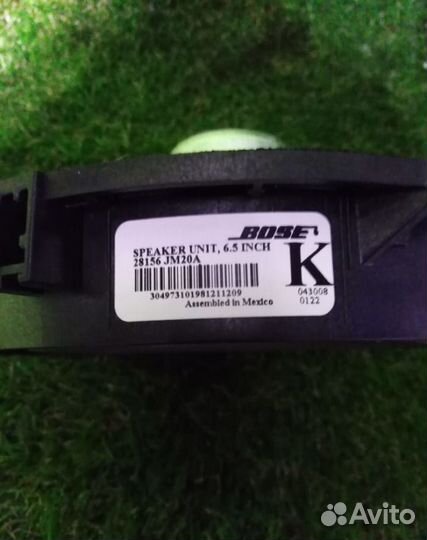 BOSE
SPEAKER UNIT, 6.5 INCH
28156 JM20A
K
304973101981211209
043008
Assembled in Mexico
0122
Avito